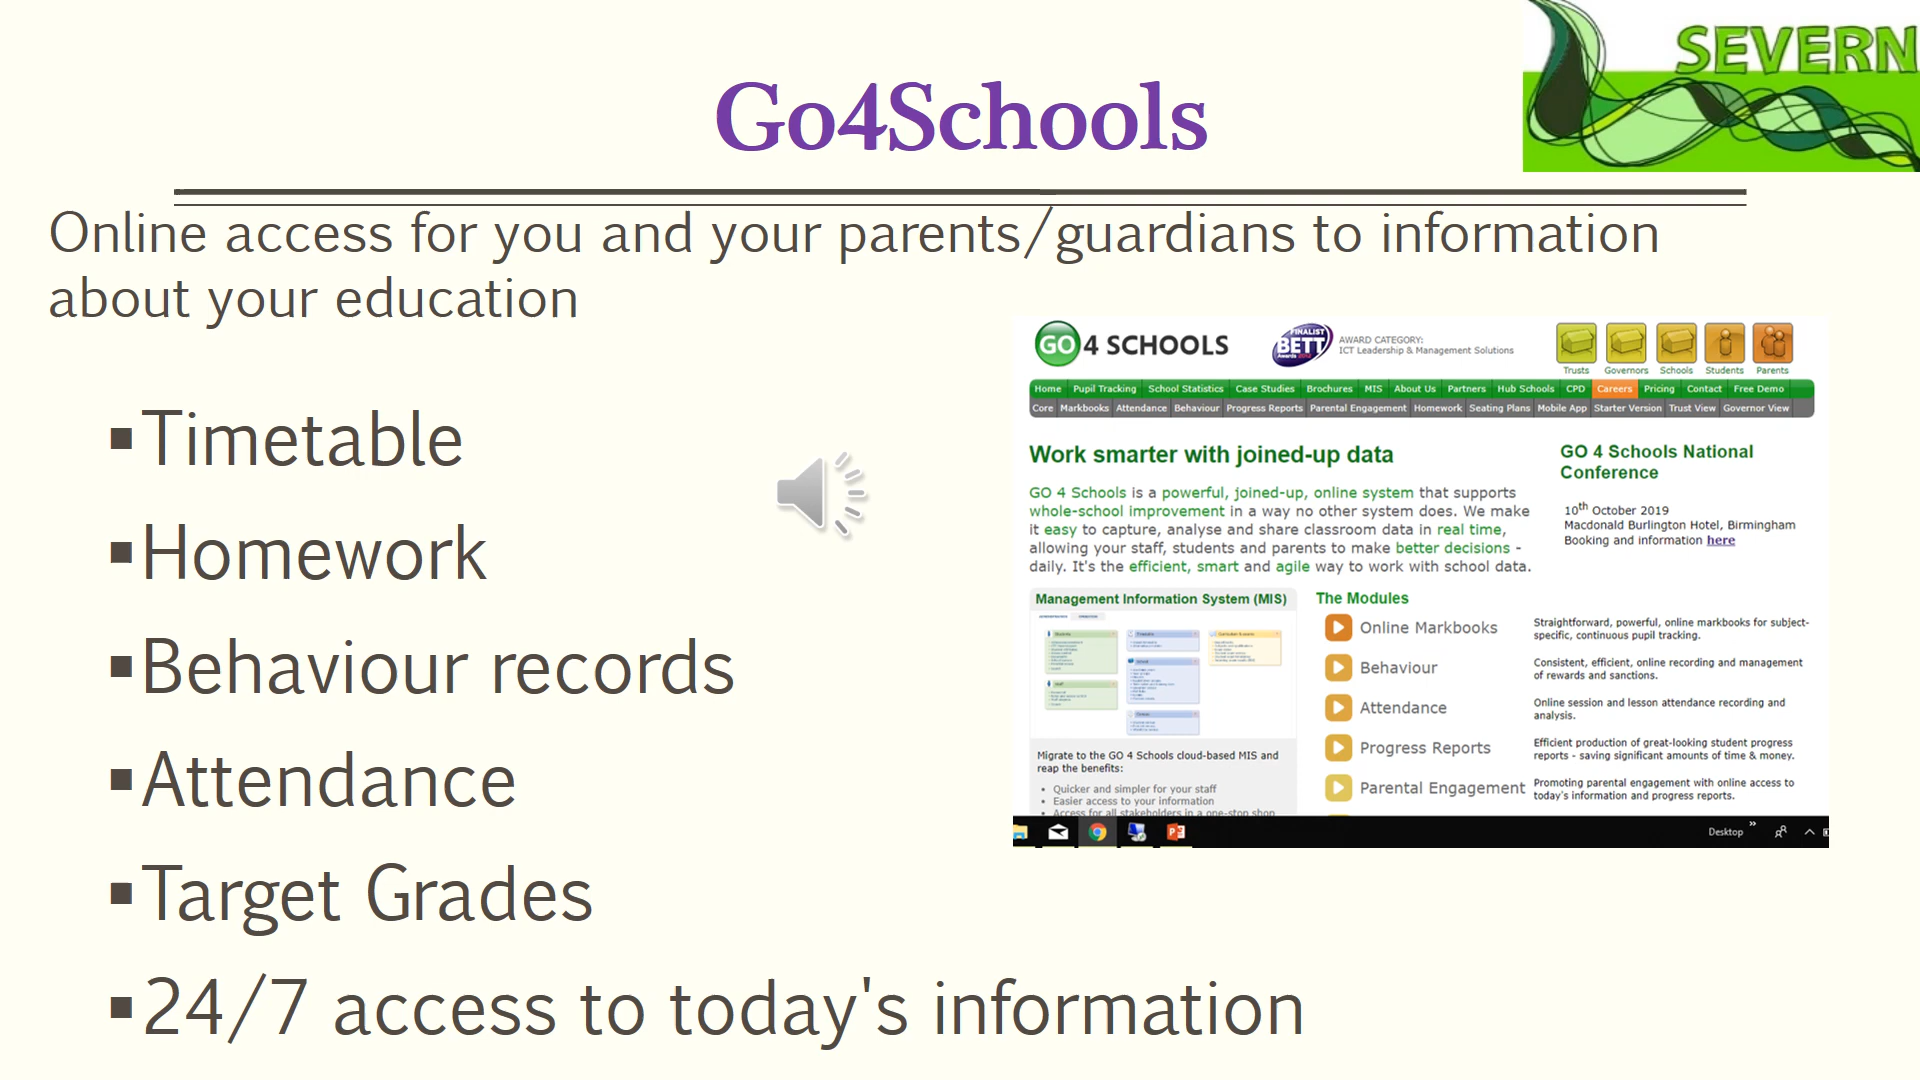 SEVERN
Go4Schools
Online access for you and your parents/guardians to information
about your education
▪Timetable
▪Homework
▪Behaviour records
▪Attendance
▪Target Grades
▪24/7 access to today's information
GO 4 SCHOOLS
FINALIST
BETT
AWARD CATEGORY:
ICT Leadership & Management Solutions
Trusts Governors Schools Students Parents
Home Pupil Tracking School Statistics Case Studies Brochures MIS About Us Partners Hub Schools CPD Careers Pricing Contact Free Demo
Core Markbooks Attendance Behaviour Progress Reports Parental Engagement Homework Seating Plans Mobile App Starter Version Trust View Governor View
Work smarter with joined-up data
GO 4 Schools is a powerful, joined-up, online system that supports
whole-school improvement in a way no other system does. We make
it easy to capture, analyse and share classroom data in real time,
allowing your staff, students and parents to make better decisions -
daily. It's the efficient, smart and agile way to work with school data.
GO 4 Schools National
Conference
10th October 2019
Macdonald Burlington Hotel, Birmingham
Booking and information here
Management Information System (MIS)
Migrate to the GO 4 Schools cloud-based MIS and
reap the benefits:
• Quicker and simpler for your staff
• Easier access to your information
• Access for all stakeholders in a one-stop shop
The Modules
Online Markbooks
Straightforward, powerful, online markbooks for subject-
specific, continuous pupil tracking.
Behaviour
Consistent, efficient, online recording and management
of rewards and sanctions.
Attendance
Online session and lesson attendance recording and
analysis.
Progress Reports
Efficient production of great-looking student progress
reports - saving significant amounts of time & money.
Parental Engagement
Promoting parental engagement with online access to
today's information and progress reports.
Desktop